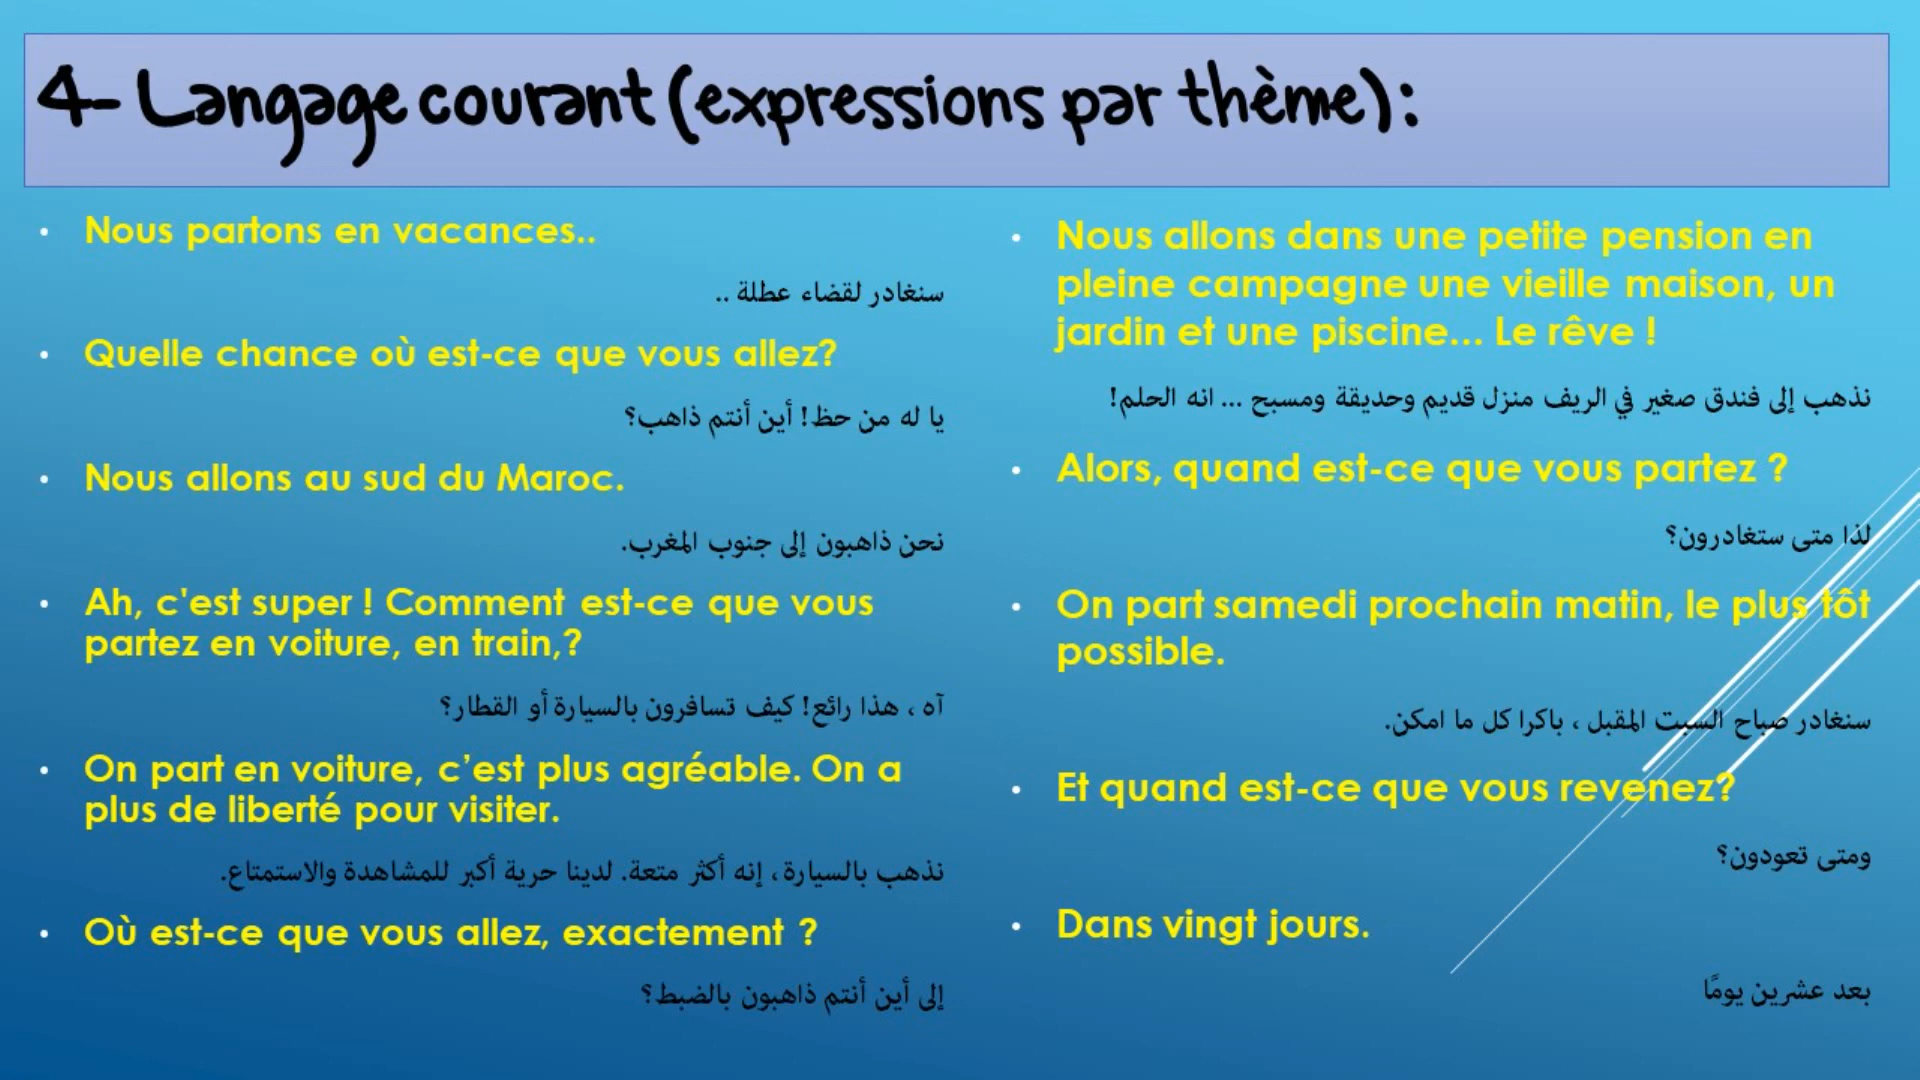 4- Langage courant (expressions par thème):
• Nous partons en vacances..
سنغادر لقضاء عطلة ..
• Quelle chance où est-ce que vous allez?
يا له من حظ! أين أنتم ذاهب؟
• Nous allons au sud du Maroc.
نحن ذاهبون إلى جنوب المغرب.
• Ah, c'est super ! Comment est-ce que vous
partez en voiture, en train,?
آه ، هذا رائع! كيف تسافرون بالسيارة أو القطار؟
• On part en voiture, c’est plus agréable. On a
plus de liberté pour visiter.
نذهب بالسيارة ، إنه أكثر متعة. لدينا حرية أكبر للمشاهدة والاستمتاع.
• Où est-ce que vous allez, exactement ?
إلى أين أنتم ذاهبون بالضبط؟
• Nous allons dans une petite pension en
pleine campagne une vieille maison, un
jardin et une piscine... Le rêve !
نذهب إلى فندق صغير في الريف منزل قديم وحديقة ومسبح ... انه الحلم!
• Alors, quand est-ce que vous partez ?
لذا متى ستغادرون؟
• On part samedi prochain matin, le plus tôt
possible.
سنغادر صباح السبت المقبل ، باكرا كل ما امكن.
• Et quand est-ce que vous revenez?
ومتى تعودون؟
• Dans vingt jours.
بعد عشرين يومًا